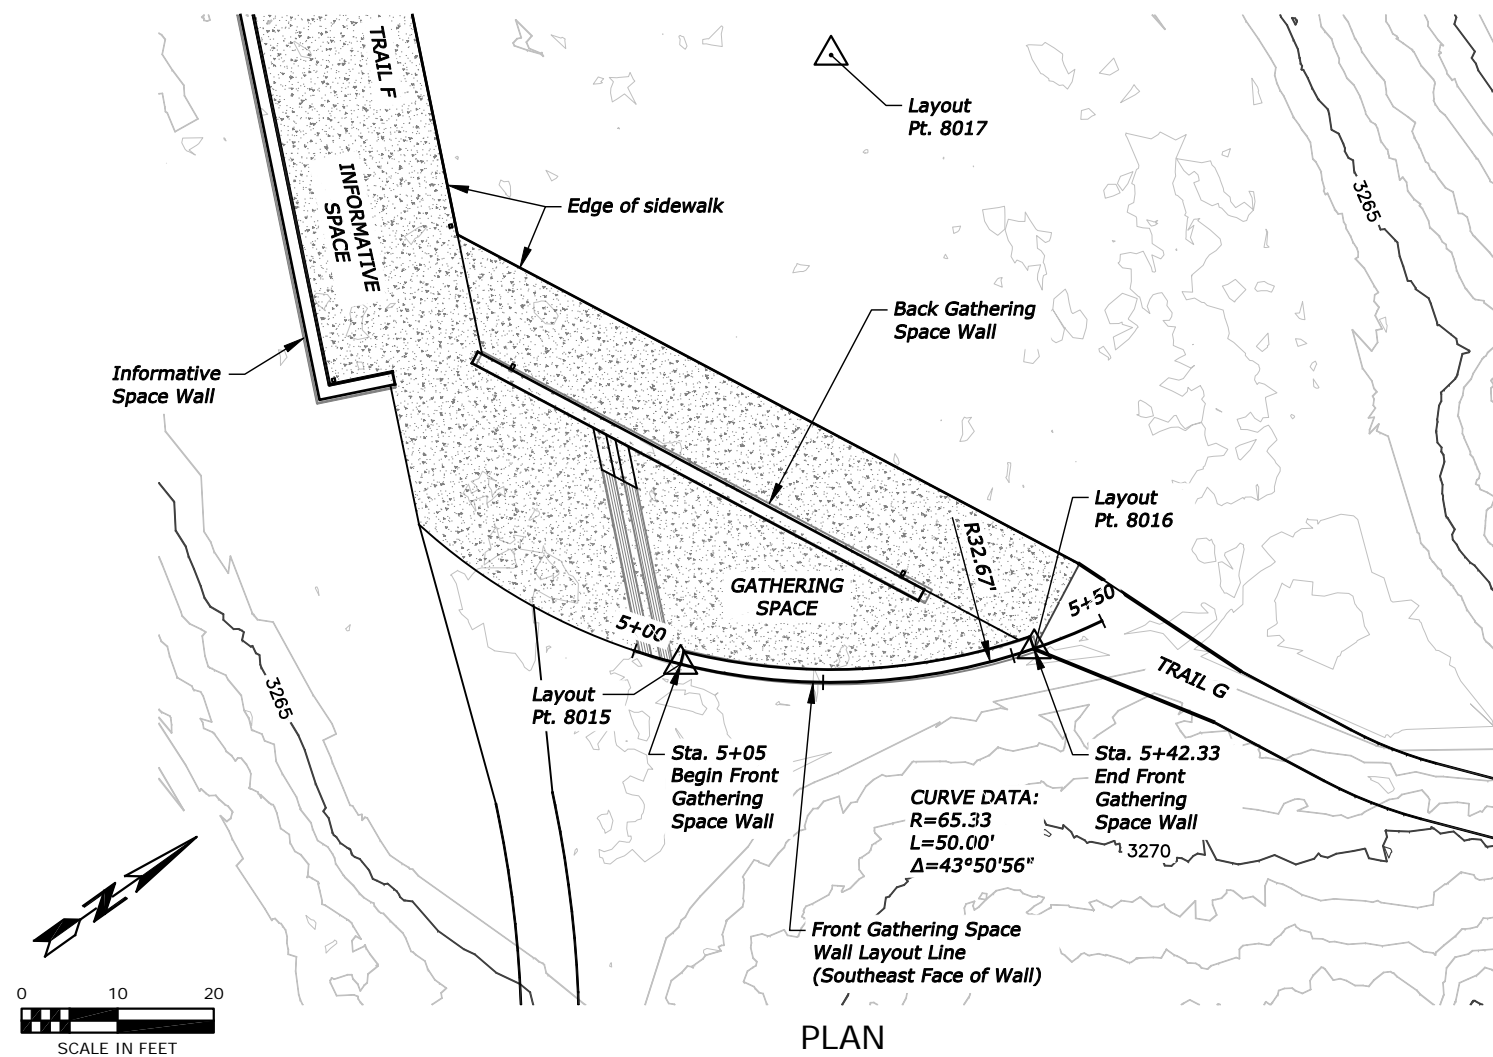 TRAIL F
Layout
Pt. 8017
INFORMATIVE
SPACE
Edge of sidewalk
3265
Back Gathering
Space Wall
Informative
Space Wall
Layout
Pt. 8016
R32.67'
GATHERING
SPACE
5+00
5+50
TRAIL G
3265
Layout
Pt. 8015
Sta. 5+05
Begin Front
Gathering
Space Wall
Sta. 5+42.33
End Front
Gathering
Space Wall
CURVE DATA:
R=65.33
L=50.00'
Δ=43°50'56"
3270
Front Gathering Space
Wall Layout Line
(Southeast Face of Wall)
N
0 10 20
SCALE IN FEET
PLAN